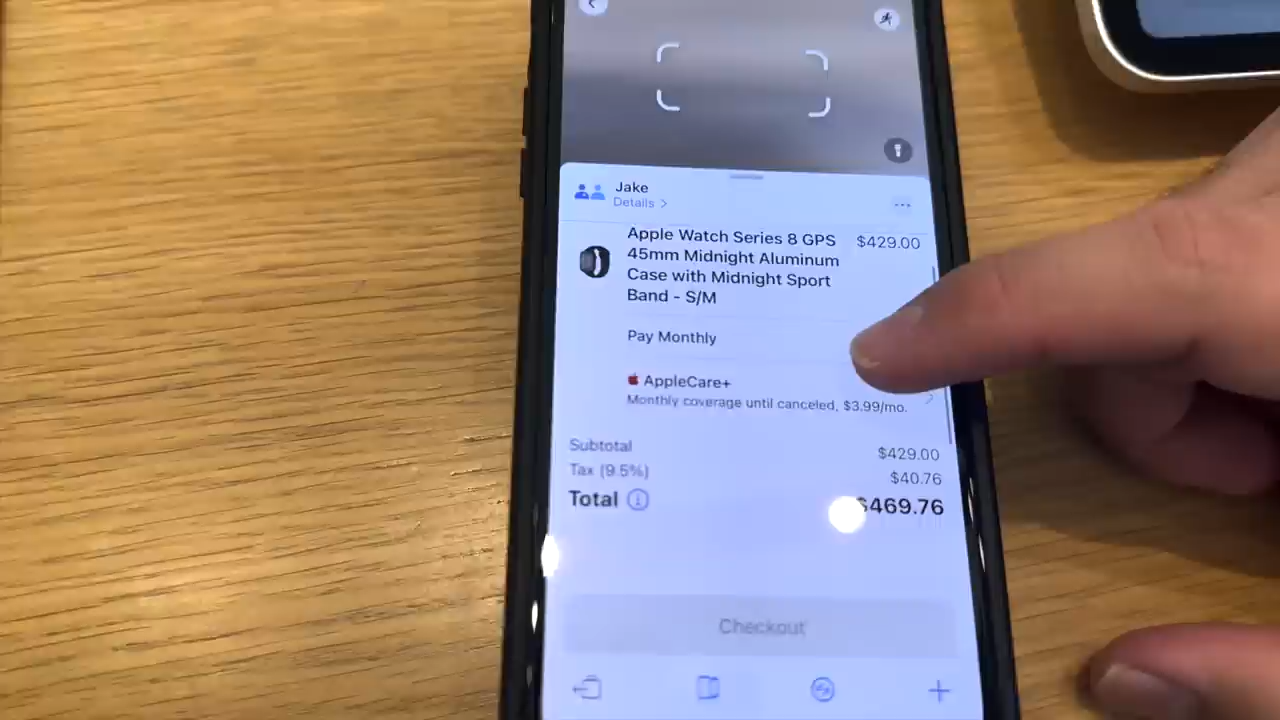 Jake
Details >
Apple Watch Series 8 GPS $429.00
45mm Midnight Aluminum
Case with Midnight Sport
Band - S/M
Pay Monthly
AppleCare+
Monthly coverage until canceled, $3.99/mo.
Subtotal $429.00
Tax (9.5%) $40.76
Total $469.76
Checkout